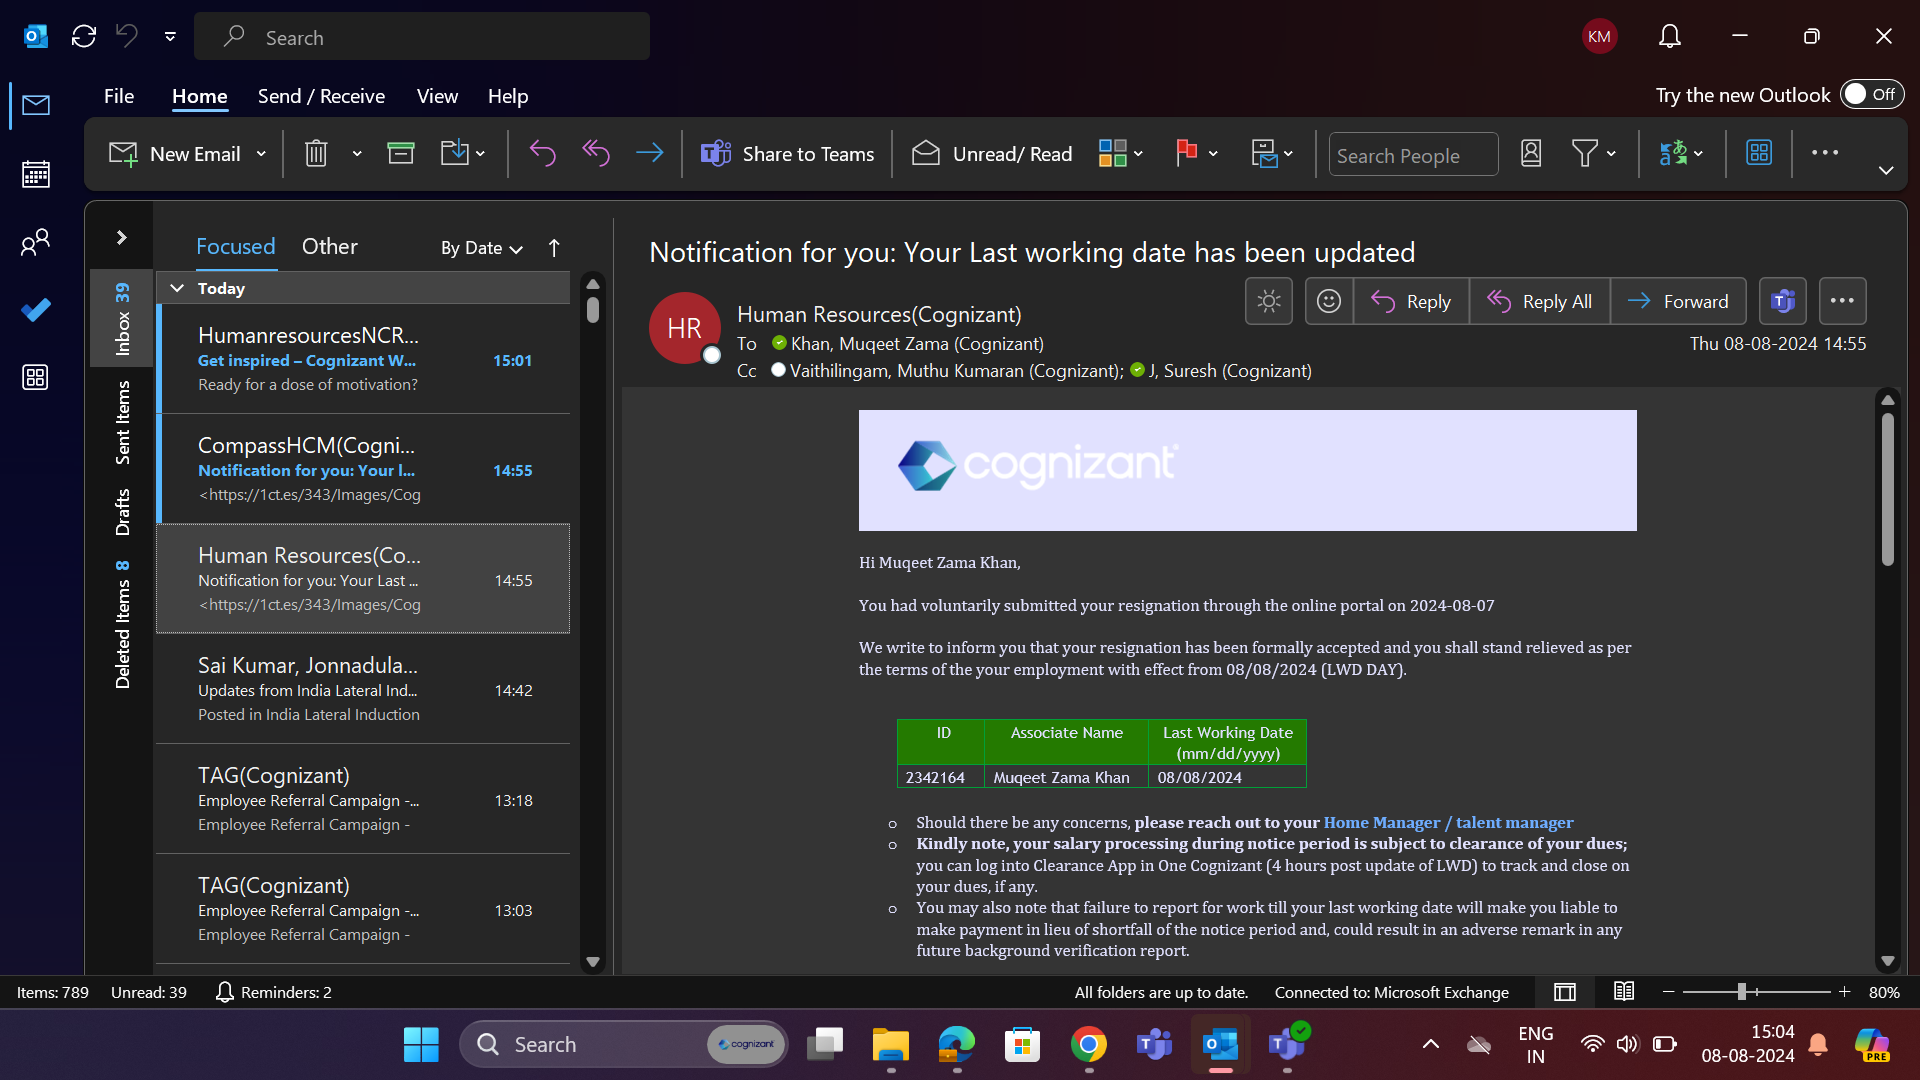 Search
KM
File
Home
Send / Receive
View
Help
Try the new Outlook
Off
New Email
Share to Teams
Unread/ Read
Search People
Focused
Other
By Date
Today
Inbox 39
Sent Items
Drafts
Deleted Items 8
HumanresourcesNCR...
Get inspired – Cognizant W... 15:01
Ready for a dose of motivation?
CompassHCM(Cogni...
Notification for you: Your l... 14:55
<https://1ct.es/343/Images/Cog
Human Resources(Co...
Notification for you: Your Last ... 14:55
<https://1ct.es/343/Images/Cog
Sai Kumar, Jonnadula...
Updates from India Lateral Ind... 14:42
Posted in India Lateral Induction
TAG(Cognizant)
Employee Referral Campaign -... 13:18
Employee Referral Campaign -
TAG(Cognizant)
Employee Referral Campaign -... 13:03
Employee Referral Campaign -
Notification for you: Your Last working date has been updated
HR
Human Resources(Cognizant)
Reply
Reply All
Forward
To Khan, Muqeet Zama (Cognizant)
Thu 08-08-2024 14:55
Cc Vaithilingam, Muthu Kumaran (Cognizant); J, Suresh (Cognizant)
cognizant
Hi Muqeet Zama Khan,
You had voluntarily submitted your resignation through the online portal on 2024-08-07
We write to inform you that your resignation has been formally accepted and you shall stand relieved as per
the terms of the your employment with effect from 08/08/2024 (LWD DAY).
ID Associate Name Last Working Date
(mm/dd/yyyy)
2342164 Muqeet Zama Khan 08/08/2024
o Should there be any concerns, please reach out to your Home Manager / talent manager
o Kindly note, your salary processing during notice period is subject to clearance of your dues;
you can log into Clearance App in One Cognizant (4 hours post update of LWD) to track and close on
your dues, if any.
o You may also note that failure to report for work till your last working date will make you liable to
make payment in lieu of shortfall of the notice period and, could result in an adverse remark in any
future background verification report.
Items: 789
Unread: 39
Reminders: 2
All folders are up to date.
Connected to: Microsoft Exchange
80%
Search
cognizant
ENG
IN
15:04
08-08-2024
PRE